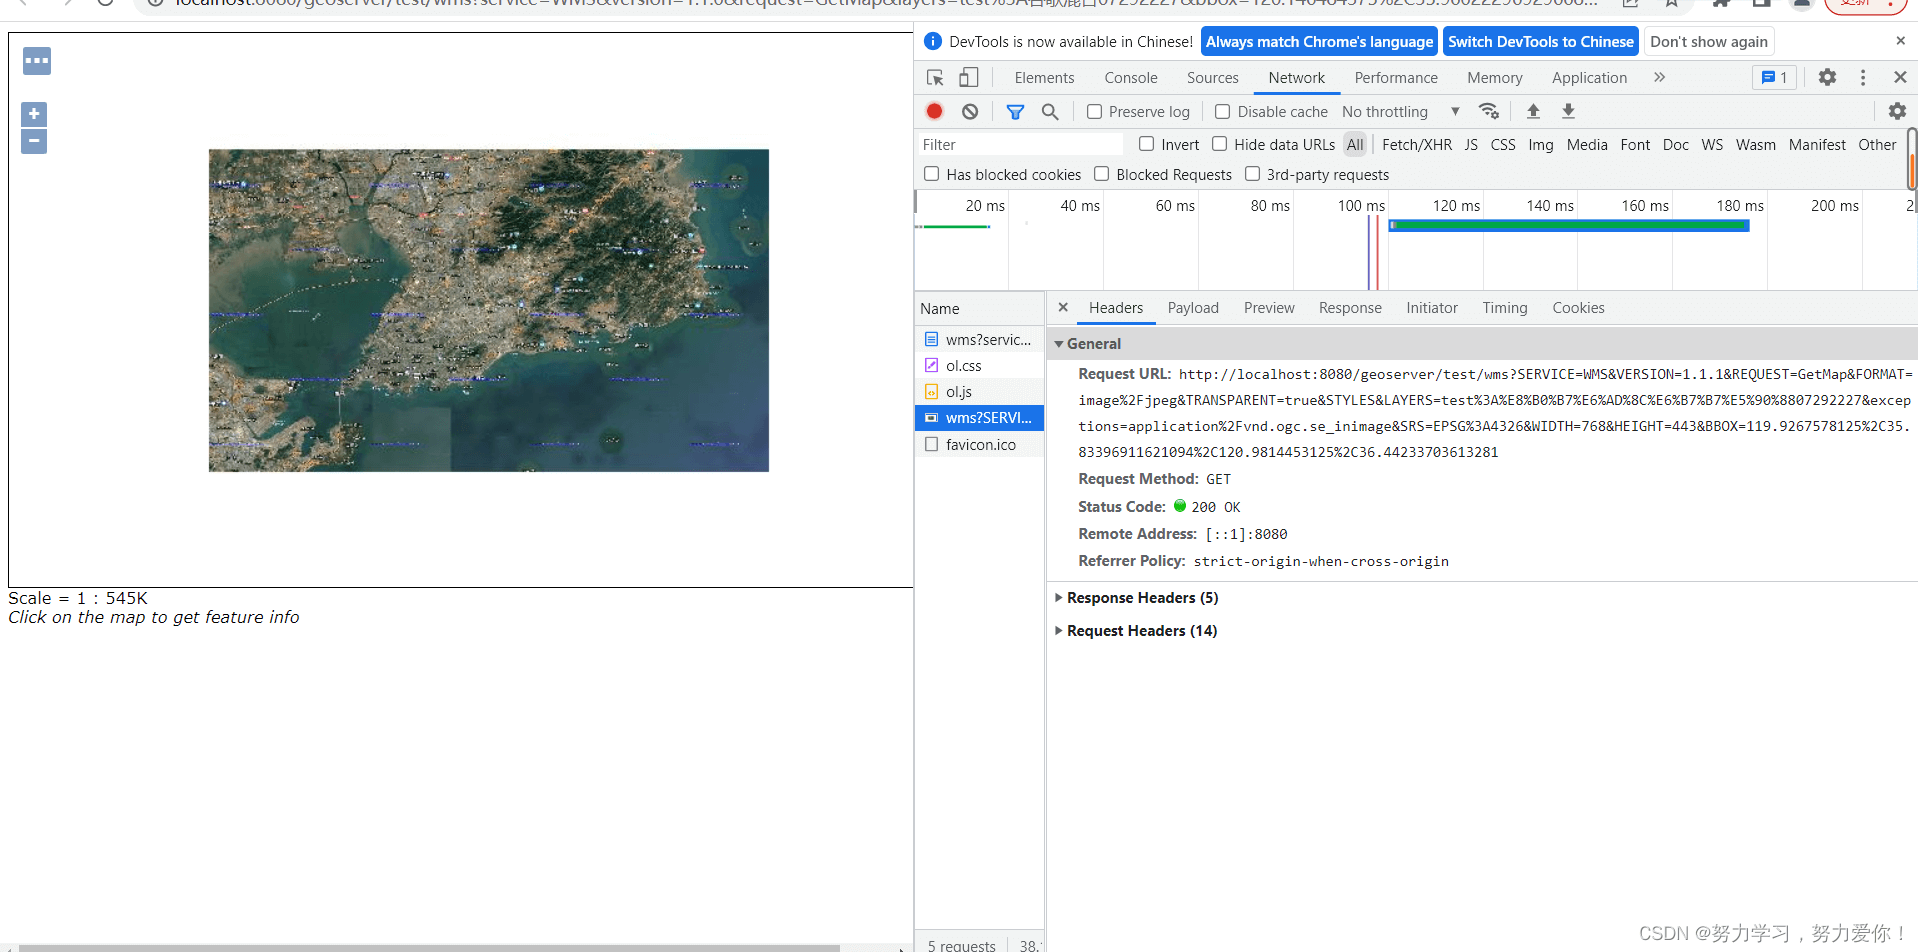 DevTools is now available in Chinese! Always match Chrome's language Switch DevTools to Chinese Don't show again
Elements Console Sources Network Performance Memory Application 1
Preserve log Disable cache No throttling
Filter Invert Hide data URLs All Fetch/XHR JS CSS Img Media Font Doc WS Wasm Manifest Other
Has blocked cookies Blocked Requests 3rd-party requests
20 ms 40 ms 60 ms 80 ms 100 ms 120 ms 140 ms 160 ms 180 ms 200 ms 2
Name
wms?servic...
ol.css
ol.js
wms?SERVI...
favicon.ico
Headers Payload Preview Response Initiator Timing Cookies
General
Request URL: http://localhost:8080/geoserver/test/wms?SERVICE=WMS&VERSION=1.1.1&REQUEST=GetMap&FORMAT=
image%2Fjpeg&TRANSPARENT=true&STYLES&LAYERS=test%3A%E8%B0%B7%E6%AD%8C%E6%B7%B7%E5%90%8807292227&excep
tions=application%2Fvnd.ogc.se_inimage&SRS=EPSG%3A4326&WIDTH=768&HEIGHT=443&BBOX=119.9267578125%2C35.
83396911621094%2C120.9814453125%2C36.44233703613281
Request Method: GET
Status Code: 200 OK
Remote Address: [::1]:8080
Referrer Policy: strict-origin-when-cross-origin
Response Headers (5)
Request Headers (14)
Scale = 1 : 545K
Click on the map to get feature info
5 requests 38.
CSDN @努力学习，努力爱你！